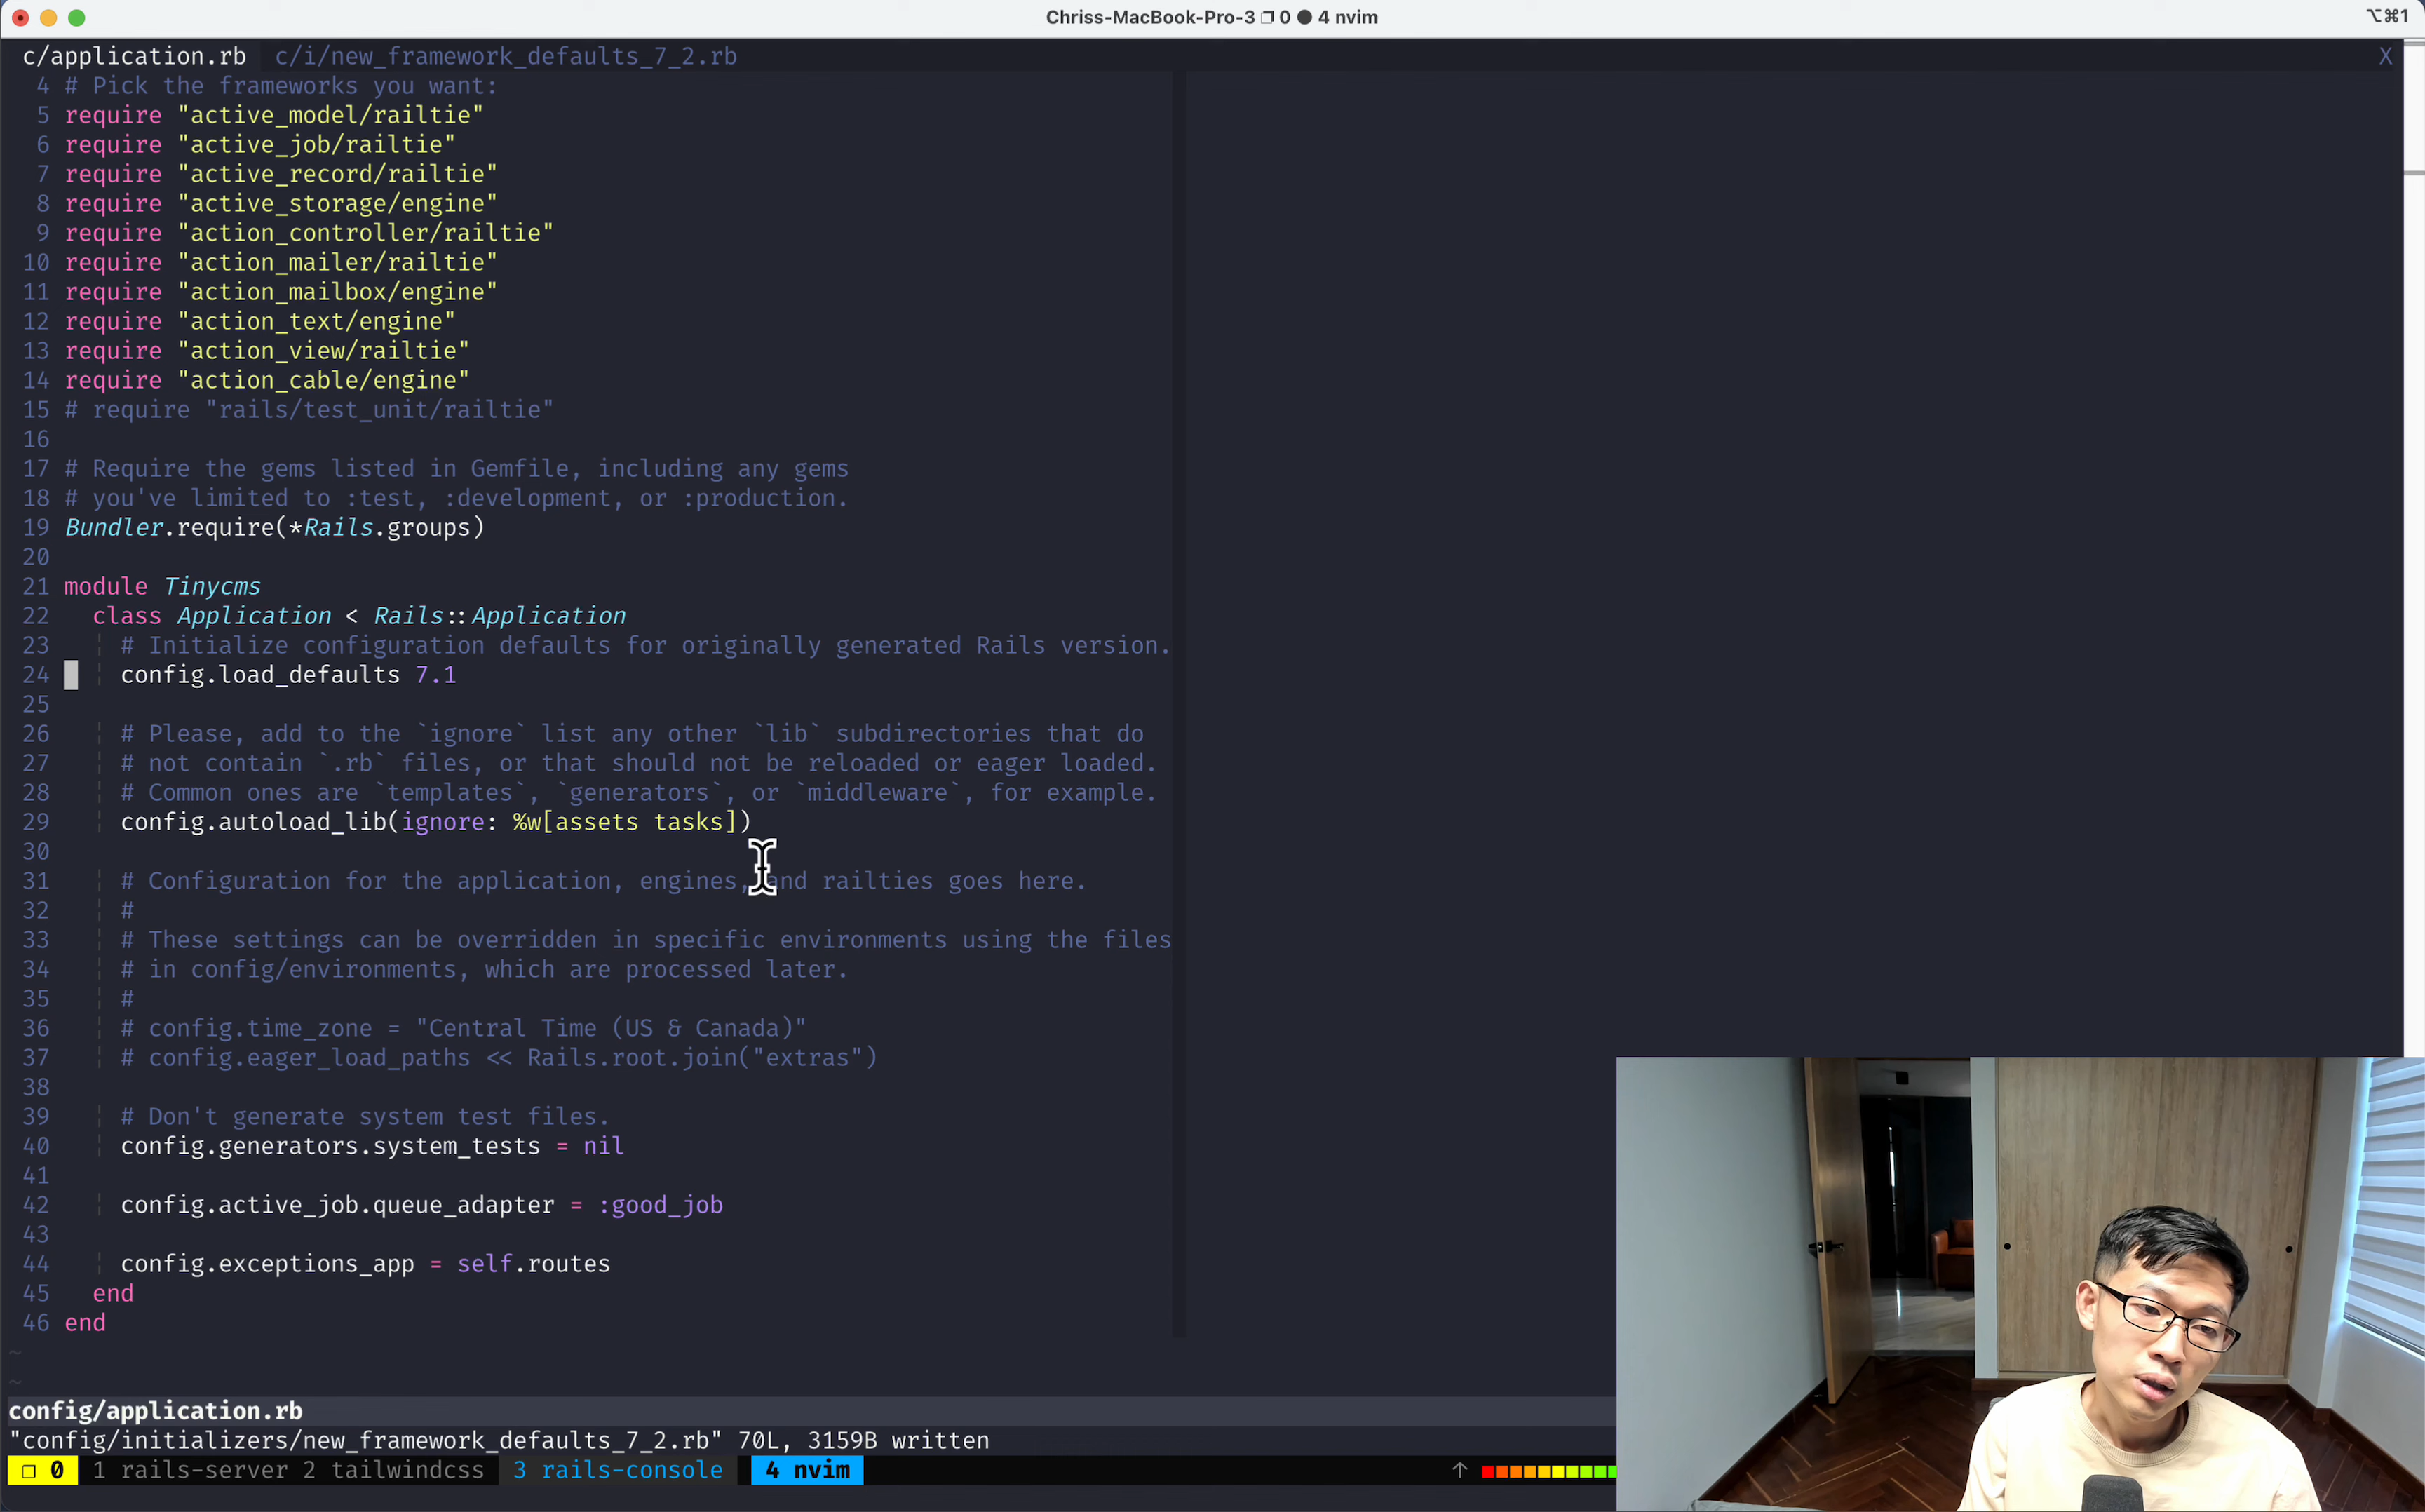 Chriss-MacBook-Pro-3 ❐ 0 ● 4 nvim
⌥⌘1
c/application.rb c/i/new_framework_defaults_7_2.rb X
4 # Pick the frameworks you want:
5 require "active_model/railtie"
6 require "active_job/railtie"
7 require "active_record/railtie"
8 require "active_storage/engine"
9 require "action_controller/railtie"
10 require "action_mailer/railtie"
11 require "action_mailbox/engine"
12 require "action_text/engine"
13 require "action_view/railtie"
14 require "action_cable/engine"
15 # require "rails/test_unit/railtie"
16
17 # Require the gems listed in Gemfile, including any gems
18 # you've limited to :test, :development, or :production.
19 Bundler.require(*Rails.groups)
20
21 module Tinycms
22   class Application < Rails::Application
23     # Initialize configuration defaults for originally generated Rails version.
24     config.load_defaults 7.1
25
26     # Please, add to the `ignore` list any other `lib` subdirectories that do
27     # not contain `.rb` files, or that should not be reloaded or eager loaded.
28     # Common ones are `templates`, `generators`, or `middleware`, for example.
29     config.autoload_lib(ignore: %w[assets tasks])
30
31     # Configuration for the application, engines, and railties goes here.
32     #
33     # These settings can be overridden in specific environments using the files
34     # in config/environments, which are processed later.
35     #
36     # config.time_zone = "Central Time (US & Canada)"
37     # config.eager_load_paths << Rails.root.join("extras")
38
39     # Don't generate system test files.
40     config.generators.system_tests = nil
41
42     config.active_job.queue_adapter = :good_job
43
44     config.exceptions_app = self.routes
45   end
46 end
~
~
config/application.rb
"config/initializers/new_framework_defaults_7_2.rb" 70L, 3159B written
❐ 0 1 rails-server 2 tailwindcss 3 rails-console 4 nvim ↑